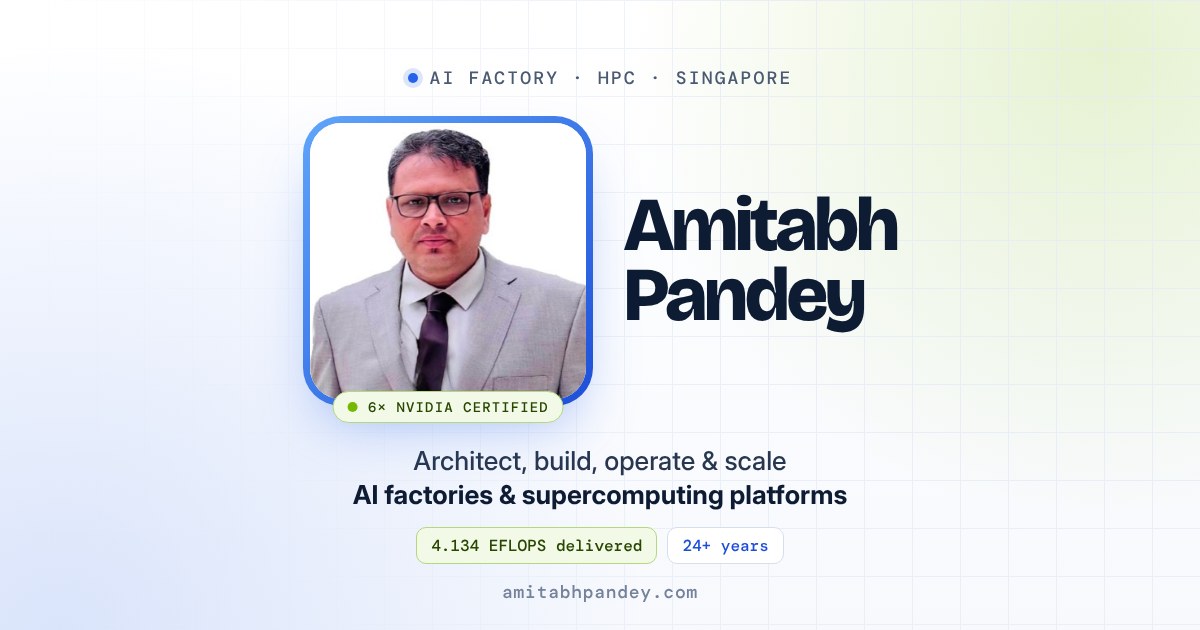 AI FACTORY · HPC · SINGAPORE
Amitabh
Pandey
6× NVIDIA CERTIFIED
Architect, build, operate & scale
AI factories & supercomputing platforms
4.134 EFLOPS delivered
24+ years
amitabhpandey.com